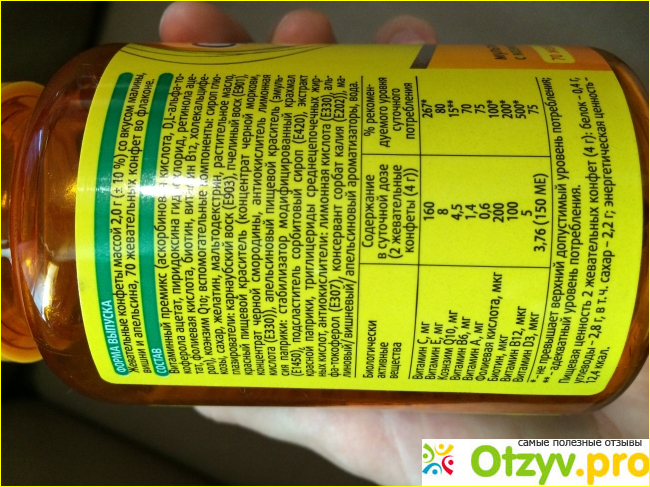 ФОРМА ВЫПУСКА
Жевательные конфеты массой 2,0 г (± 10 %) со вкусом малины,
вишни и апельсина, 70 жевательных конфет во флаконе.
СОСТАВ
Витаминный премикс (аскорбиновая кислота, D,L-альфа-то-
коферола ацетат, пиридоксина гидрохлорид, ретинола аце-
тат, фолиевая кислота, биотин, витамин B12, холекальцифе-
рол), коэнзим Q10; вспомогательные компоненты: сироп глю-
козы, сахар, желатин, мальтодекстрин, растительное масло,
глазирователи: карнаубский воск (E903), пчелиный воск (E901),
красный пищевой краситель (концентрат черной моркови,
концентрат черной смородины, антиокислитель лимонная
кислота (E330)), апельсиновый пищевой краситель (эмуль-
сия паприки: стабилизатор модифицированный крахмал
(E1450), подсластитель сорбитовый сироп (E420), экстракт
красной паприки, триглицериды среднецепочечных жир-
ных кислот, антиокислители: лимонная кислота (E330), аль-
фа-токоферол (E307), консервант сорбат калия (E202)), ма-
линовый/ вишневый/ апельсиновый ароматизаторы, вода.
Биологически активные вещества
Содержание в суточной дозе (2 жевательные конфеты (4 г))
% рекомен-дуемого уровня суточного потребления
Витамин C, мг 160 267*
Витамин E, мг 8 80
Коэнзим Q10, мг 4,5 15**
Витамин B6, мг 1,4 70
Витамин A, мг 0,6 75
Фолиевая кислота, мкг 200 100*
Биотин, мкг 100 200*
Витамин B12, мкг 5 500*
Витамин D3, мкг 3,76 (150 МЕ) 75
* - не превышает верхний допустимый уровень потребления;
** - адекватный уровень потребления.
Пищевая ценность: 2 жевательных конфет (4 г): белок – 0,4 г,
углеводы – 2,8 г, в т. ч. сахар – 2,2 г; энергетическая ценность –
12,4 ккал.
самые полезные отзывы
Otzyv.pro